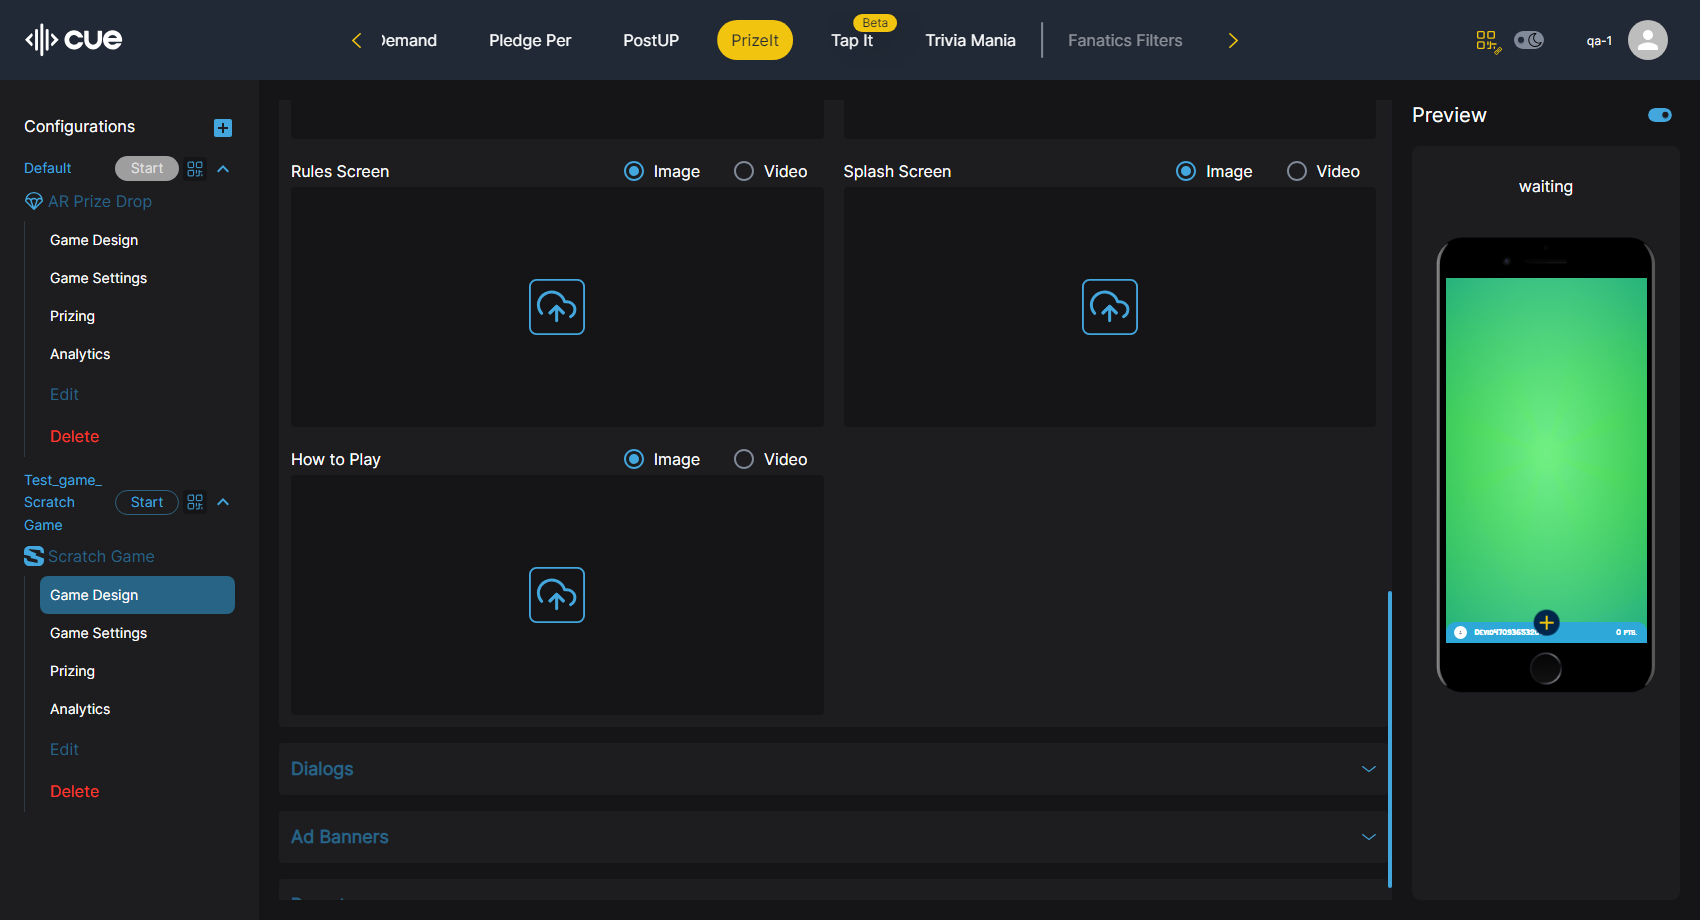 cue
Demand
Pledge Per
PostUP
PrizeIt
Beta
Tap It
Trivia Mania
Fanatics Filters
qa-1
Configurations
Default
Start
AR Prize Drop
Game Design
Game Settings
Prizing
Analytics
Edit
Delete
Test_game_
Scratch
Game
Start
Scratch Game
Game Design
Game Settings
Prizing
Analytics
Edit
Delete
Rules Screen
Image
Video
Splash Screen
Image
Video
How to Play
Image
Video
Dialogs
Ad Banners
Preview
waiting
0 PTS.